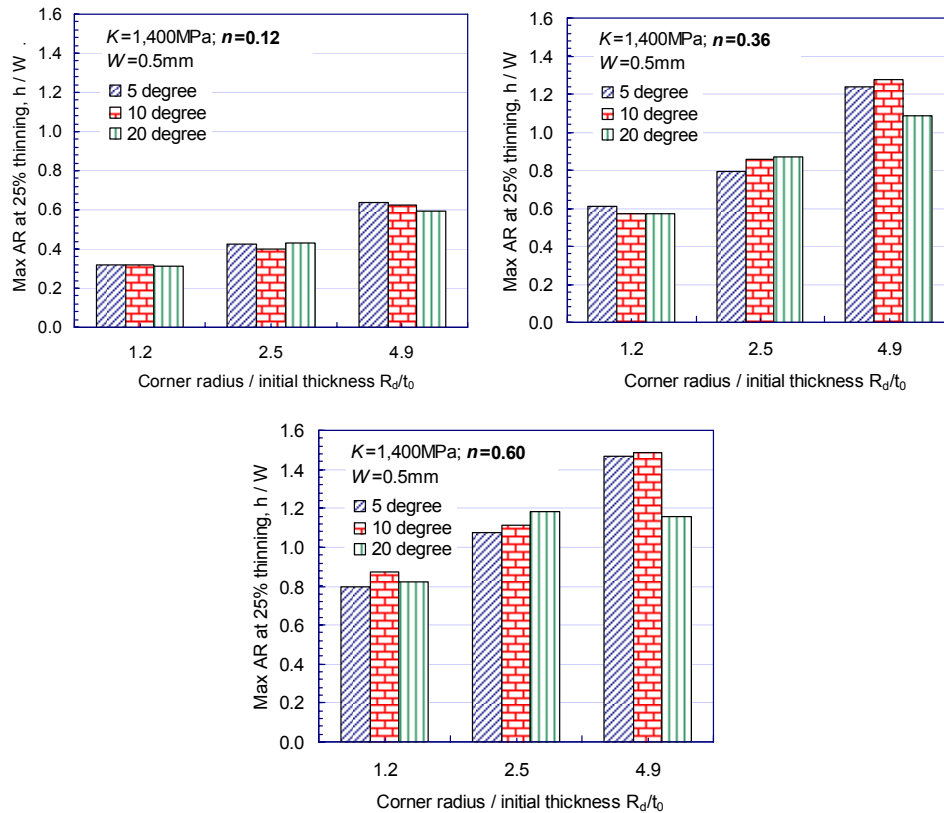 1.6
1.4
1.2
1.0
0.8
0.6
0.4
0.2
0.0
Max AR at 25% thinning, h / W .
K=1,400MPa; n=0.12
W=0.5mm
5 degree
10 degree
20 degree
1.2 2.5 4.9
Corner radius / initial thickness Rd/t0
1.6
1.4
1.2
1.0
0.8
0.6
0.4
0.2
0.0
Max AR at 25% thinning, h / W
K=1,400MPa; n=0.36
W=0.5mm
5 degree
10 degree
20 degree
1.2 2.5 4.9
Corner radius / initial thickness Rd/t0
1.6
1.4
1.2
1.0
0.8
0.6
0.4
0.2
0.0
Max AR at 25% thinning, h / W
K=1,400MPa; n=0.60
W=0.5mm
5 degree
10 degree
20 degree
1.2 2.5 4.9
Corner radius / initial thickness Rd/t0